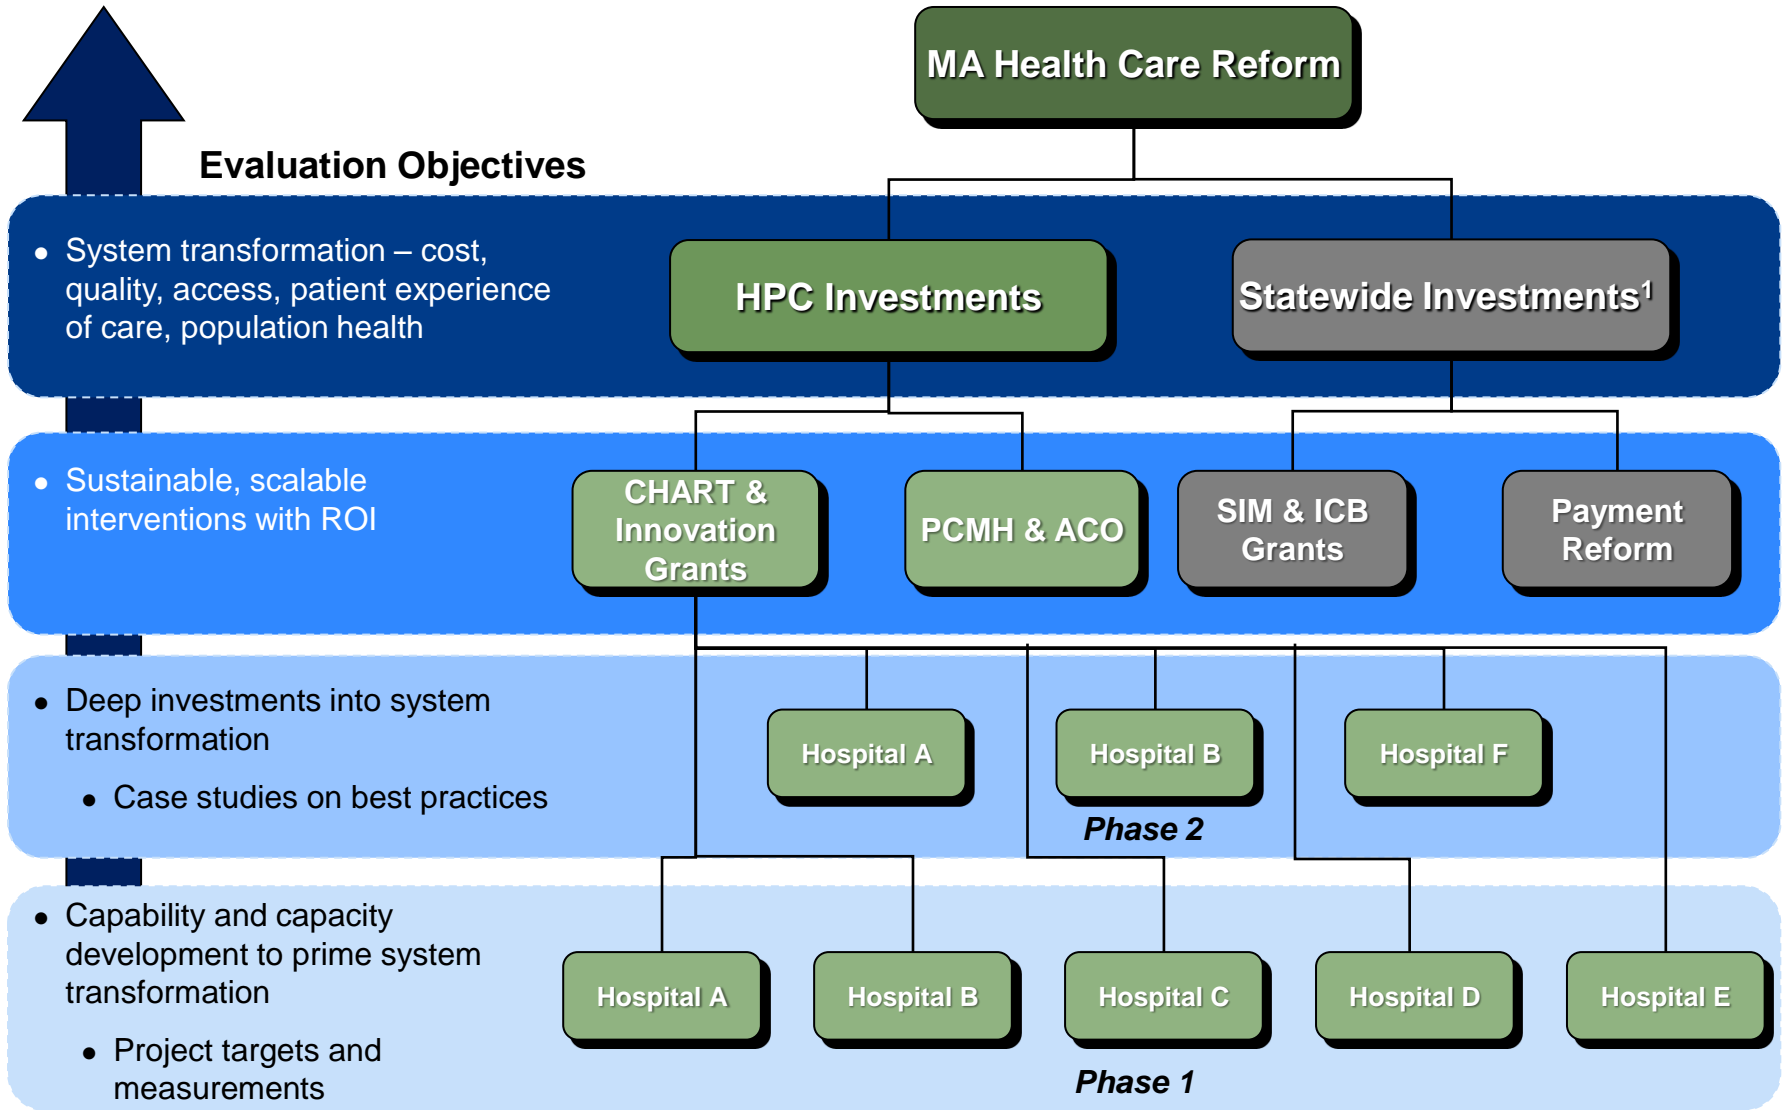 MA Health Care Reform
Evaluation Objectives
• System transformation – cost,
quality, access, patient experience
of care, population health
HPC Investments
Statewide Investments¹
• Sustainable, scalable
interventions with ROI
CHART &
Innovation
Grants
PCMH & ACO
SIM & ICB
Grants
Payment
Reform
• Deep investments into system
transformation
• Case studies on best practices
Hospital A
Hospital B
Hospital F
Phase 2
• Capability and capacity
development to prime system
transformation
• Project targets and
measurements
Hospital A
Hospital B
Hospital C
Hospital D
Hospital E
Phase 1